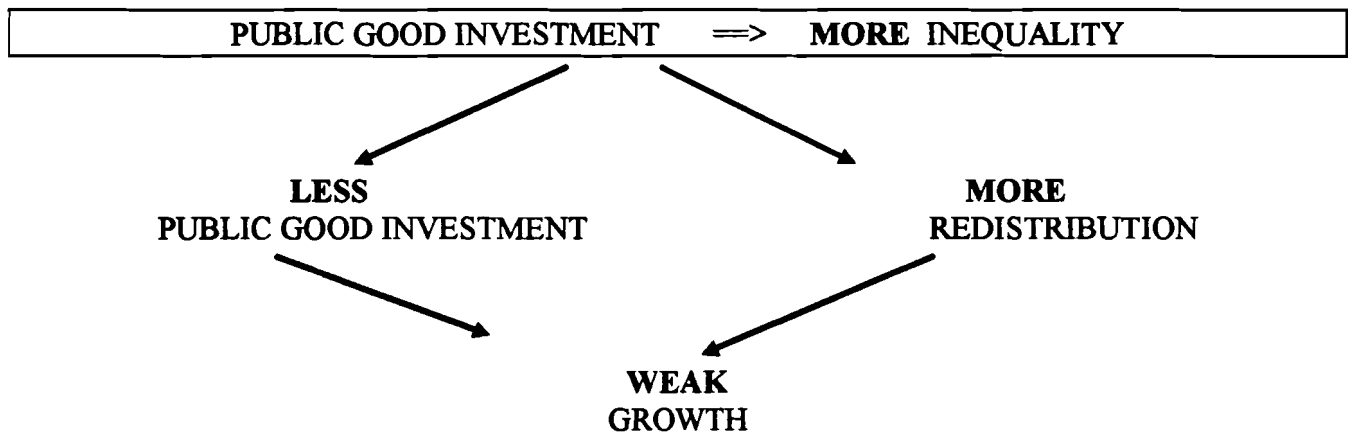 PUBLIC GOOD INVESTMENT ==> MORE INEQUALITY
LESS
PUBLIC GOOD INVESTMENT
MORE
REDISTRIBUTION
WEAK
GROWTH